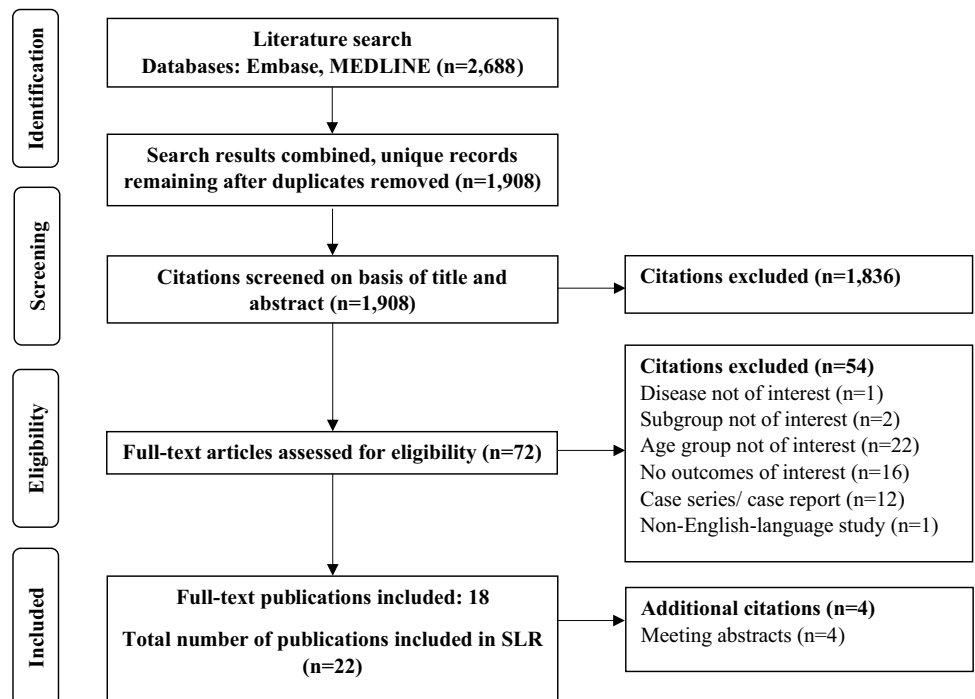 Identification
Literature search
Databases: Embase, MEDLINE (n=2,688)
Search results combined, unique records
remaining after duplicates removed (n=1,908)
Screening
Citations screened on basis of title and
abstract (n=1,908)
Citations excluded (n=1,836)
Eligibility
Full-text articles assessed for eligibility (n=72)
Citations excluded (n=54)
Disease not of interest (n=1)
Subgroup not of interest (n=2)
Age group not of interest (n=22)
No outcomes of interest (n=16)
Case series/ case report (n=12)
Non-English-language study (n=1)
Included
Full-text publications included: 18
Total number of publications included in SLR
(n=22)
Additional citations (n=4)
Meeting abstracts (n=4)